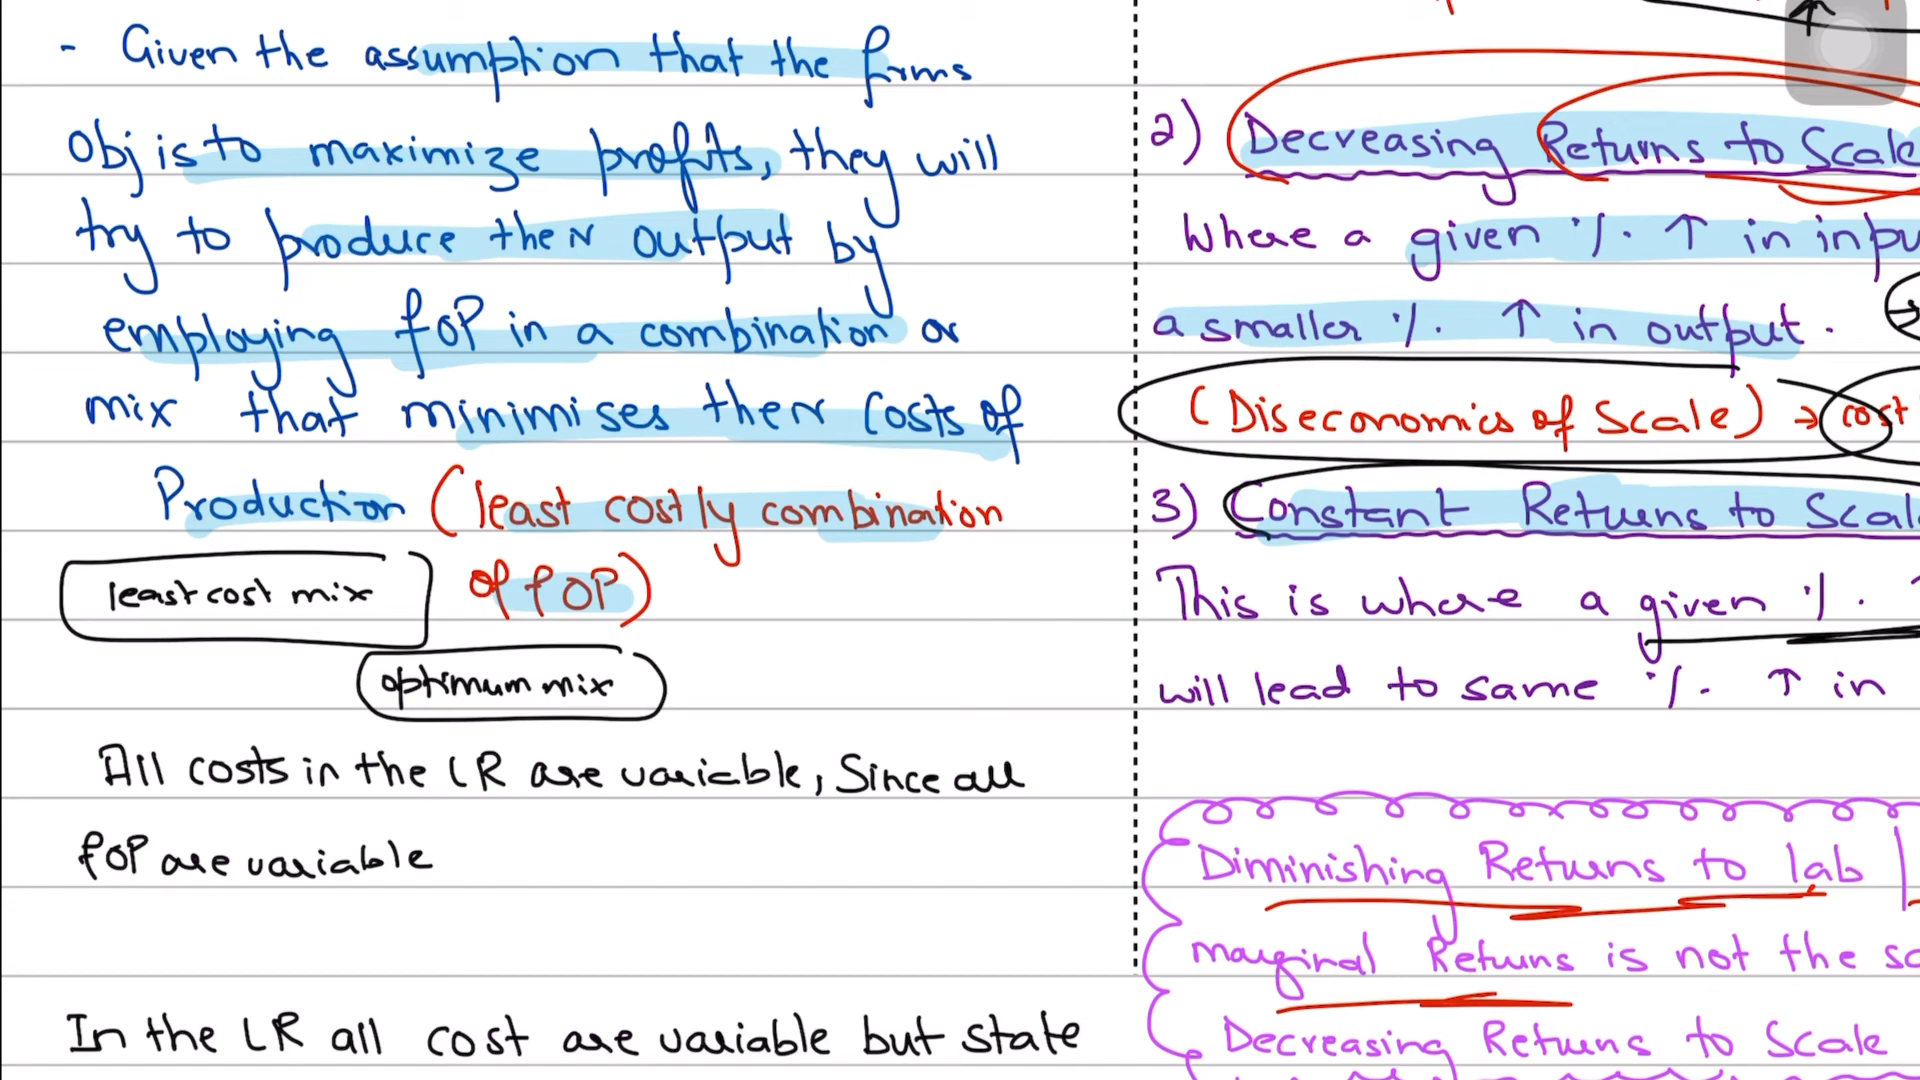 - Given the assumption that the firms
Obj is to maximize profits, they will
try to produce their output by
employing fOP in a combination or
mix that minimises their costs of
Production (least costly combination
of fOP)
least cost mix
optimum mix
All costs in the LR are variable, Since all
fOP are variable
In the LR all cost are variable but state
2) Decreasing Returns to Scale
Where a given %. ↑ in inpu
a smaller %. ↑ in output.
(Diseconomics of Scale) → cost
3) Constant Returns to Scal
This is where a given %.
will lead to same %. ↑ in
Diminishing Returns to lab
marginal Returns is not the sa
Decreasing Returns to Scale